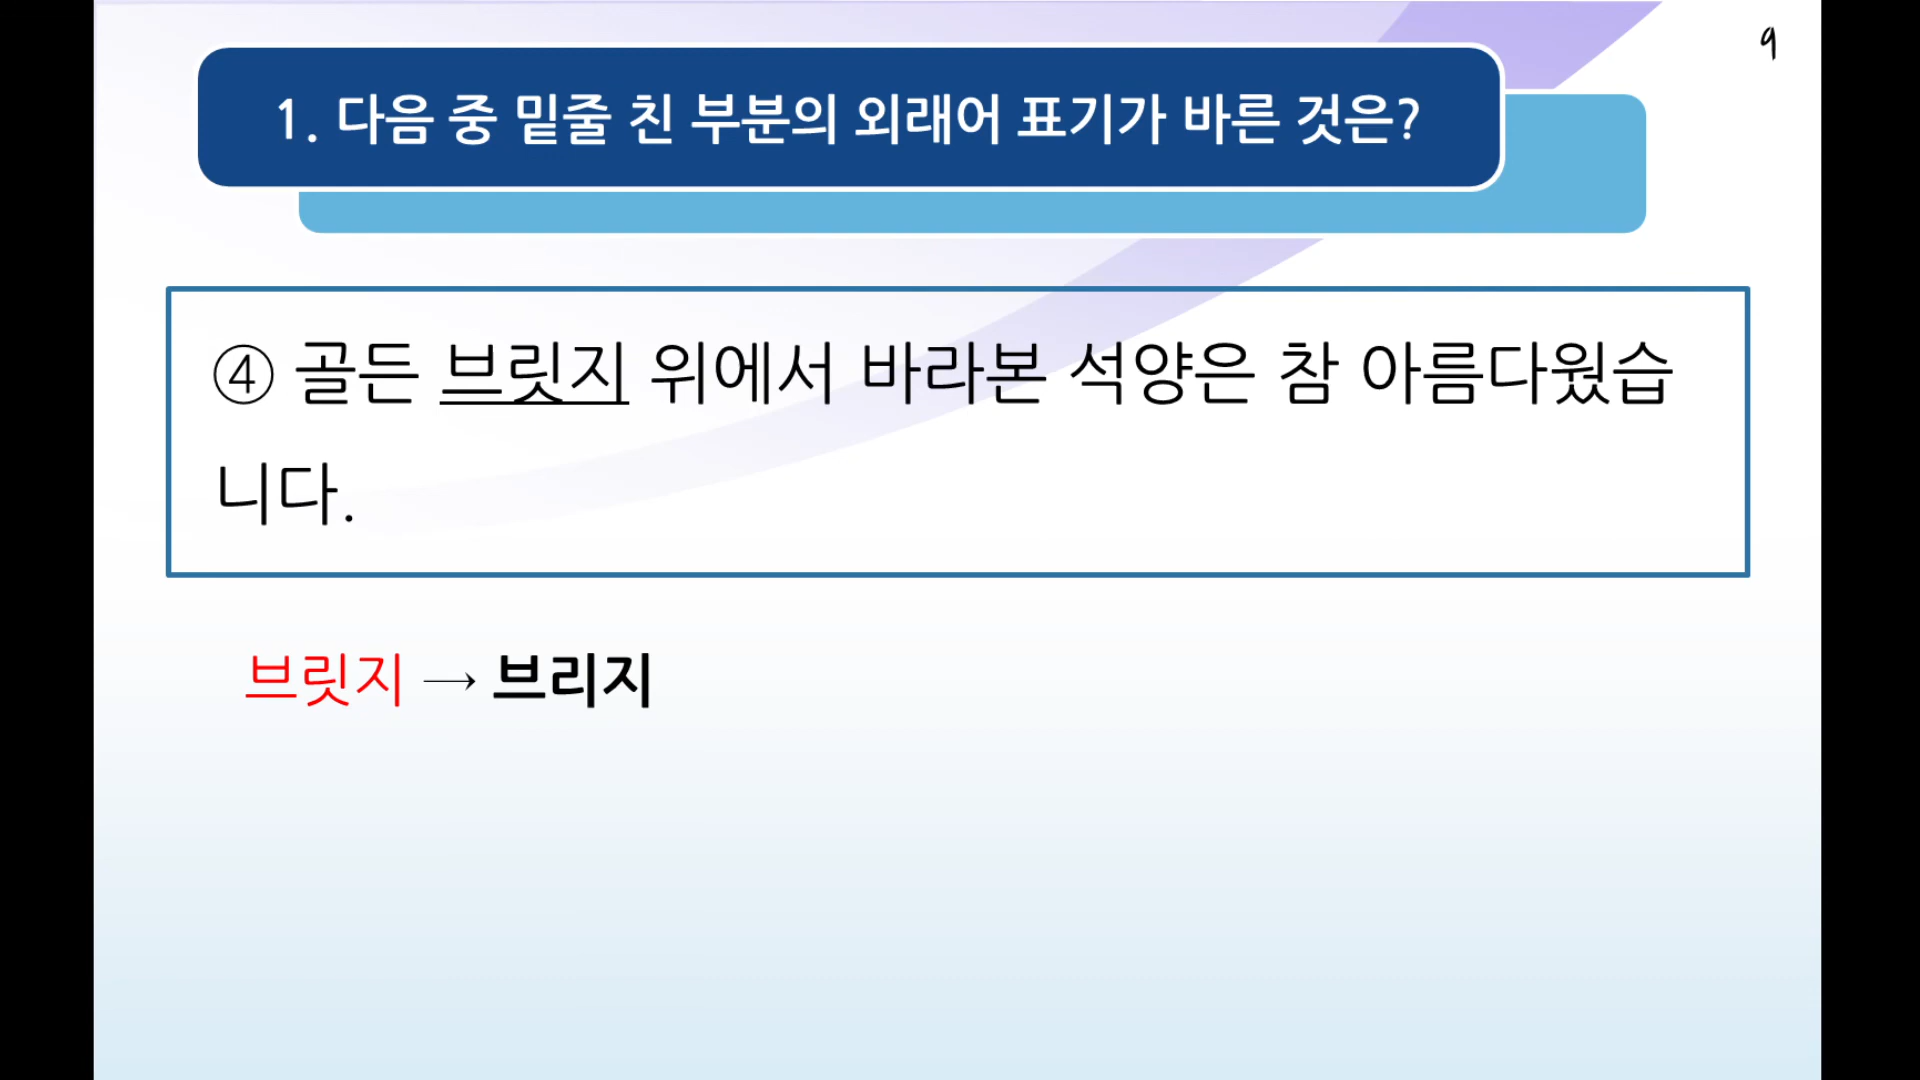 9
1. 다음 중 밑줄 친 부분의 외래어 표기가 바른 것은?
④ 골든 브릿지 위에서 바라본 석양은 참 아름다웠습
니다.
브릿지 → 브리지